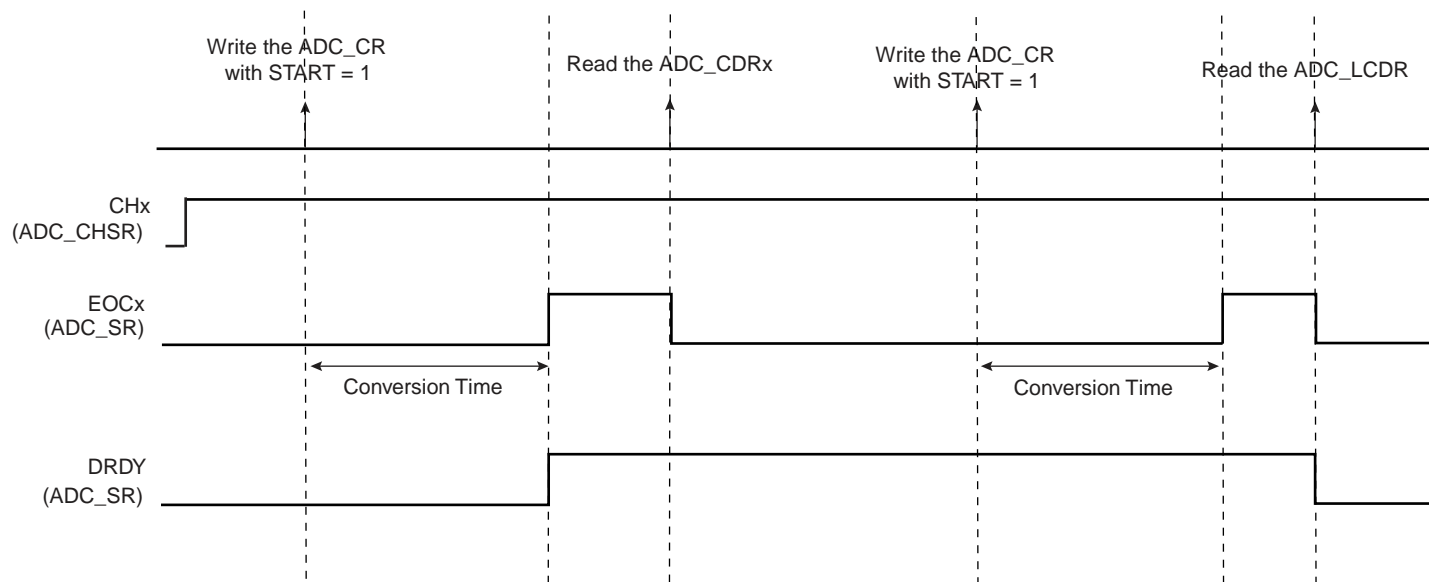 Write the ADC_CR
with START = 1
Read the ADC_CDRx
Write the ADC_CR
with START = 1
Read the ADC_LCDR
CHx
(ADC_CHSR)
EOCx
(ADC_SR)
Conversion Time
Conversion Time
DRDY
(ADC_SR)